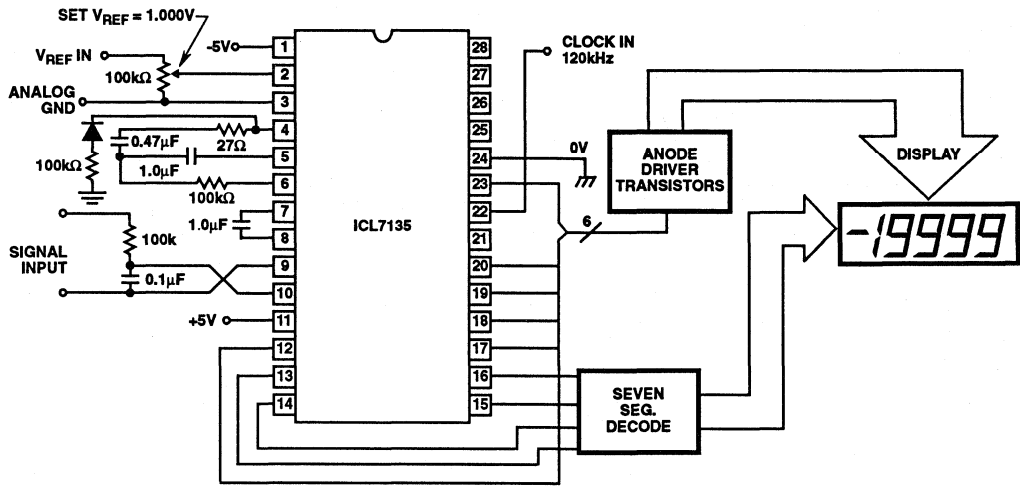 SET VREF = 1.000V
VREF IN
100kΩ
ANALOG
GND
-5V
0.47μF
27Ω
100kΩ
1.0μF
100kΩ
1.0μF
SIGNAL
INPUT
100k
0.1μF
+5V
1
2
3
4
5
6
7
8
9
10
11
12
13
14
ICL7135
28
27
26
25
24
23
22
21
20
19
18
17
16
15
CLOCK IN
120kHz
0V
6
ANODE
DRIVER
TRANSISTORS
DISPLAY
-19999
SEVEN
SEG.
DECODE